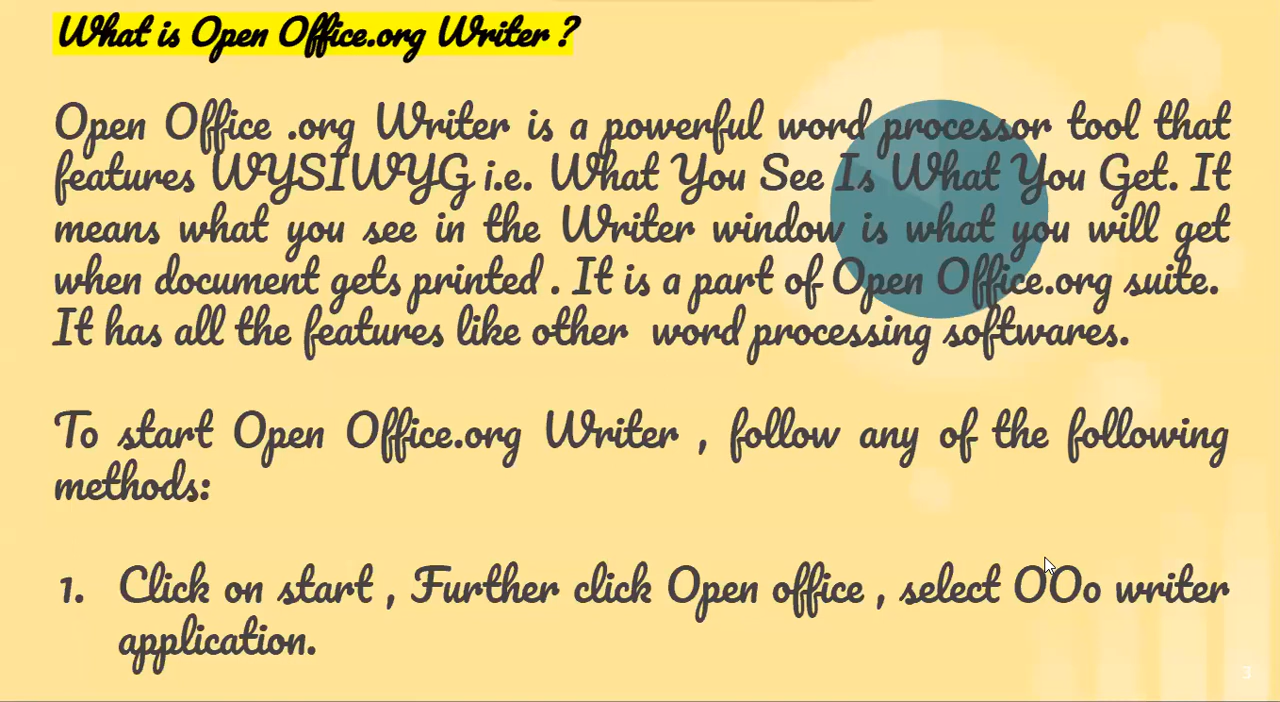 What is Open Office.org Writer ?
Open Office .org Writer is a powerful word processor tool that
features WYSIWYG i.e. What You See Is What You Get. It
means what you see in the Writer window is what you will get
when document gets printed . It is a part of Open Office.org suite.
It has all the features like other word processing softwares.
To start Open Office.org Writer , follow any of the following
methods:
1. Click on start , Further click Open office , select OOo writer
application.
3